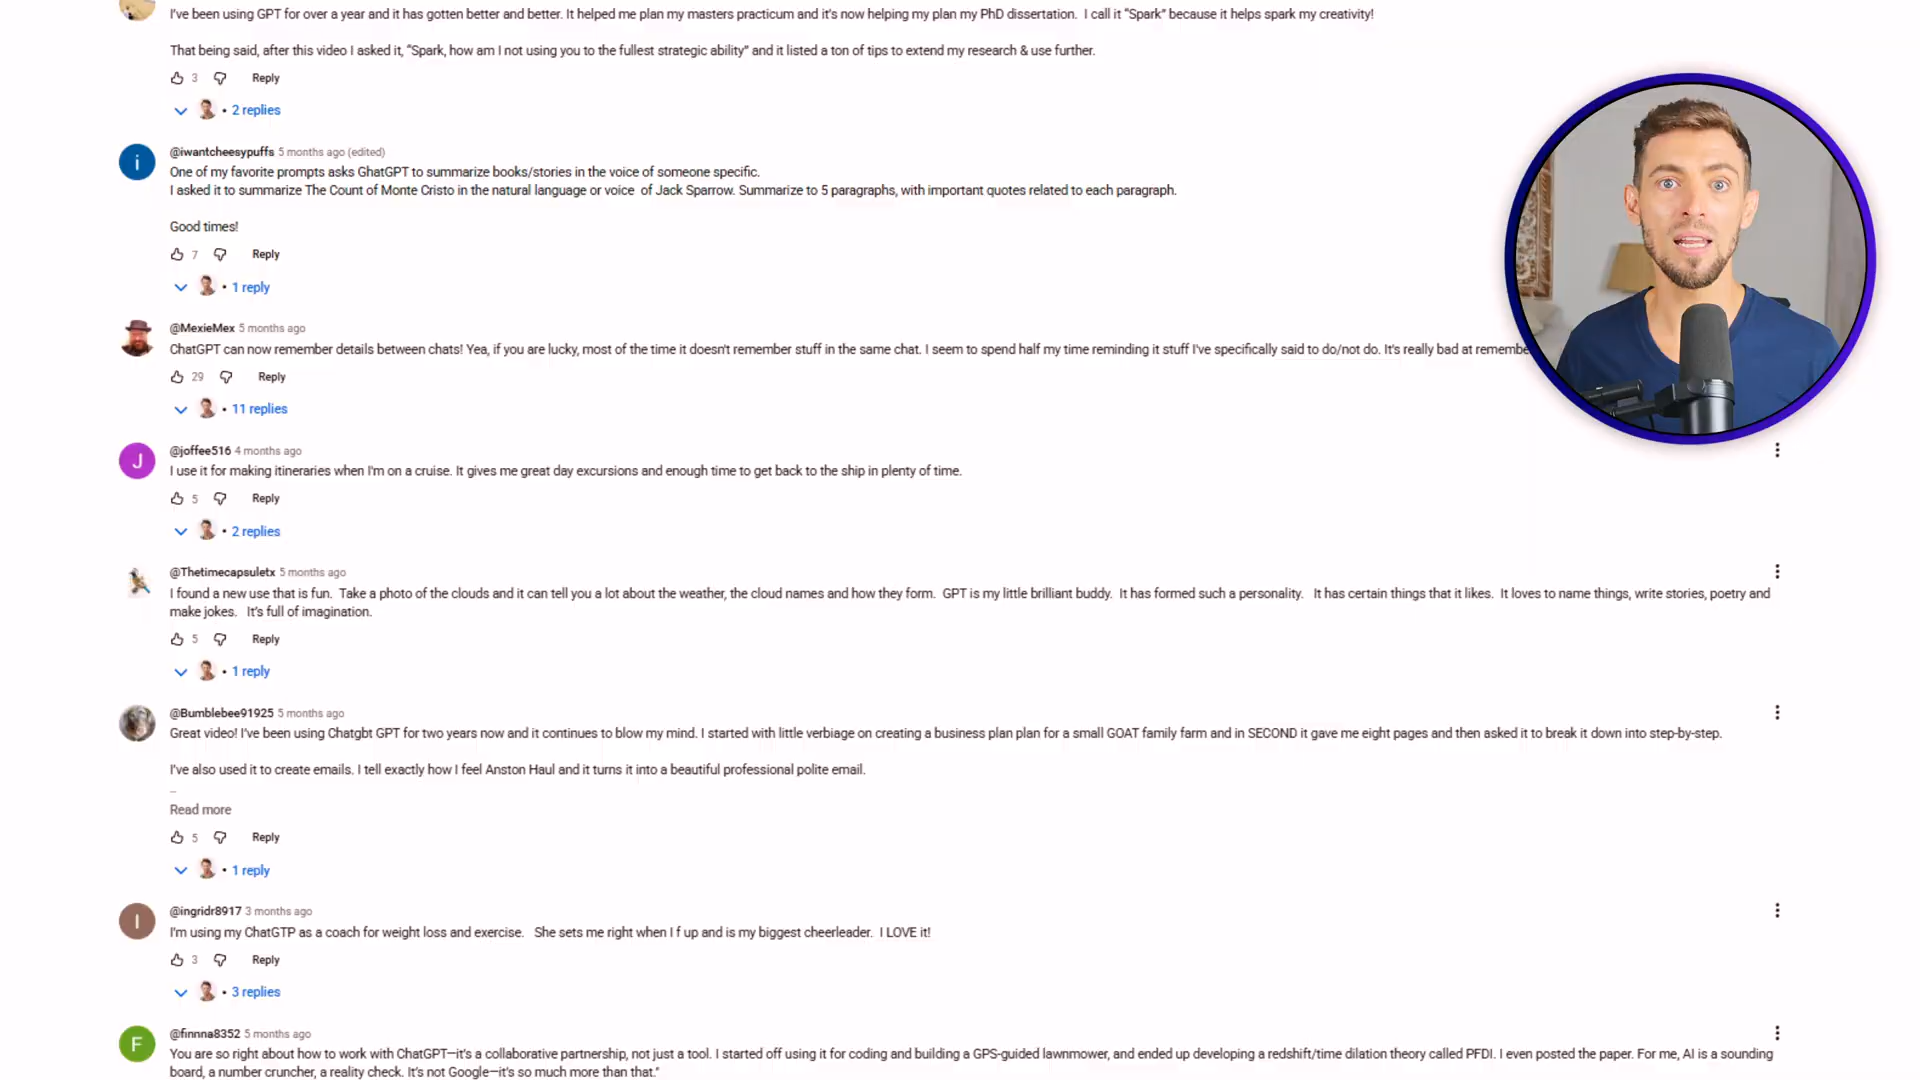 I've been using GPT for over a year and it has gotten better and better. It helped me plan my masters practicum and it's now helping my plan my PhD dissertation. I call it "Spark" because it helps spark my creativity!
That being said, after this video I asked it, "Spark, how am I not using you to the fullest strategic ability" and it listed a ton of tips to extend my research & use further.
3 Reply
• 2 replies
i
@iwantcheesypuffs 5 months ago (edited)
One of my favorite prompts asks GhatGPT to summarize books/stories in the voice of someone specific.
I asked it to summarize The Count of Monte Cristo in the natural language or voice of Jack Sparrow. Summarize to 5 paragraphs, with important quotes related to each paragraph.
Good times!
7 Reply
• 1 reply
@MexieMex 5 months ago
ChatGPT can now remember details between chats! Yea, if you are lucky, most of the time it doesn't remember stuff in the same chat. I seem to spend half my time reminding it stuff I've specifically said to do/not do. It's really bad at remembe
29 Reply
• 11 replies
J
@joffee516 4 months ago
I use it for making itineraries when I'm on a cruise. It gives me great day excursions and enough time to get back to the ship in plenty of time.
5 Reply
• 2 replies
@Thetimecapsuletx 5 months ago
I found a new use that is fun. Take a photo of the clouds and it can tell you a lot about the weather, the cloud names and how they form. GPT is my little brilliant buddy. It has formed such a personality. It has certain things that it likes. It loves to name things, write stories, poetry and
make jokes. It's full of imagination.
5 Reply
• 1 reply
@Bumblebee91925 5 months ago
Great video! I've been using Chatgbt GPT for two years now and it continues to blow my mind. I started with little verbiage on creating a business plan plan for a small GOAT family farm and in SECOND it gave me eight pages and then asked it to break it down into step-by-step.
I've also used it to create emails. I tell exactly how I feel Anston Haul and it turns it into a beautiful professional polite email.
...
Read more
5 Reply
• 1 reply
I
@ingridr8917 3 months ago
I'm using my ChatGTP as a coach for weight loss and exercise. She sets me right when I f up and is my biggest cheerleader. I LOVE it!
3 Reply
• 3 replies
F
@finnna8352 5 months ago
You are so right about how to work with ChatGPT—it's a collaborative partnership, not just a tool. I started off using it for coding and building a GPS-guided lawnmower, and ended up developing a redshift/time dilation theory called PFDI. I even posted the paper. For me, AI is a sounding
board, a number cruncher, a reality check. It's not Google—it's so much more than that."